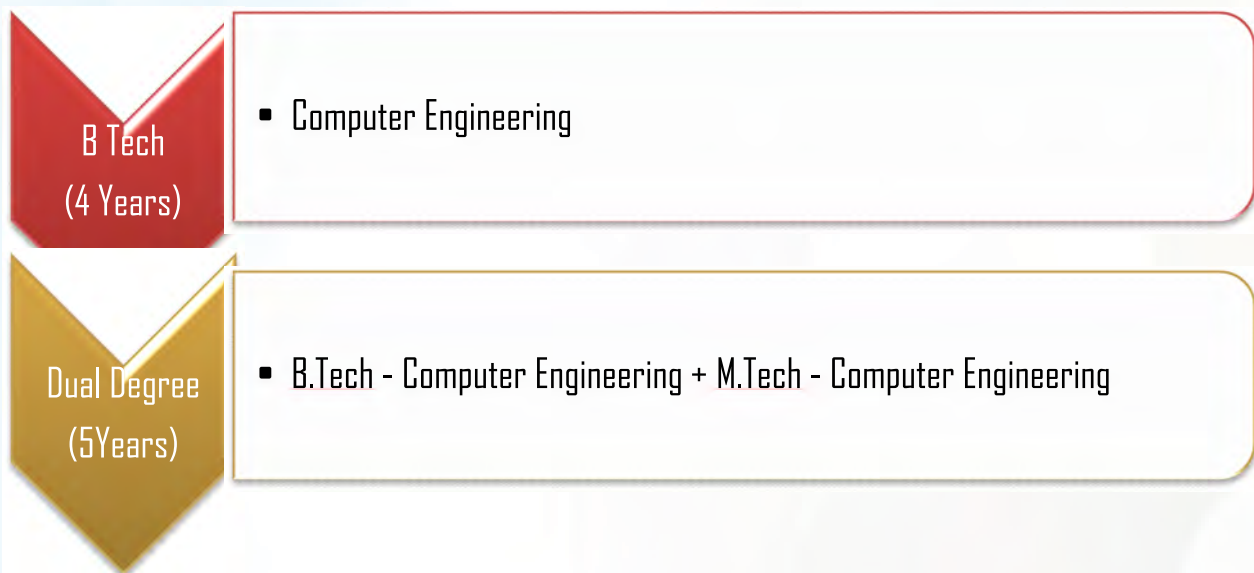 B Tech
(4 Years)
▪ Computer Engineering
Dual Degree
(5Years)
▪ B.Tech - Computer Engineering + M.Tech - Computer Engineering